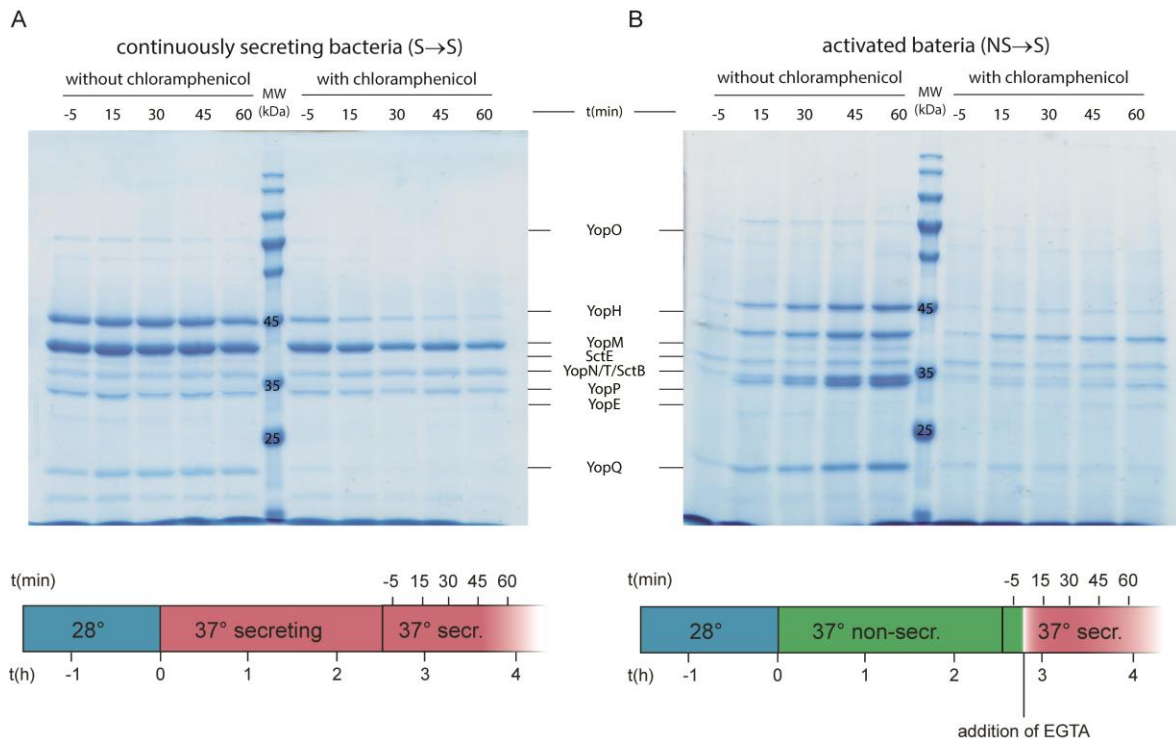 A
continuously secreting bacteria (S→S)
without chloramphenicol
with chloramphenicol
MW
(kDa)
-5 15 30 45 60
-5 15 30 45 60
t(min)
45
35
25
YopO
YopH
YopM
SctE
YopN/T/SctB
YopP
YopE
YopQ
t(min)
-5 15 30 45 60
28°
37° secreting
37° secr.
t(h)
-1 0 1 2 3 4
B
activated bateria (NS→S)
without chloramphenicol
with chloramphenicol
MW
(kDa)
-5 15 30 45 60
-5 15 30 45 60
45
35
25
t(min)
-5 15 30 45 60
28°
37° non-secr.
37° secr.
t(h)
-1 0 1 2 3 4
addition of EGTA